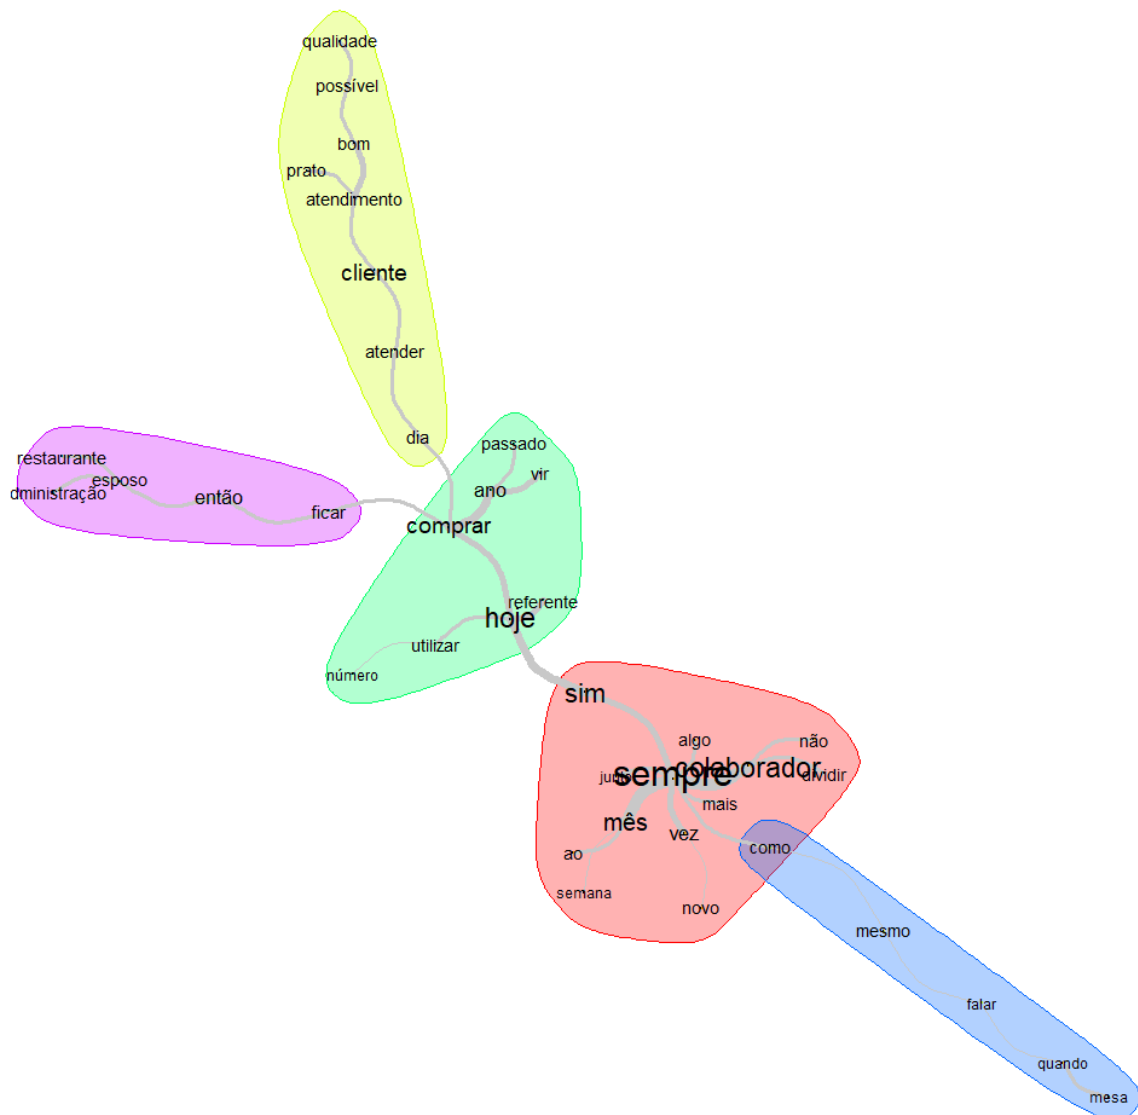 qualidade
possível
bom
prato
atendimento
cliente
atender
dia
passado
vir
ano
restaurante
esposo
dministração
então
ficar
comprar
referente
hoje
utilizar
número
sim
algo
não
sempre
colaborador
junto
dividir
mais
mês
vez
ao
como
semana
novo
mesmo
falar
quando
mesa